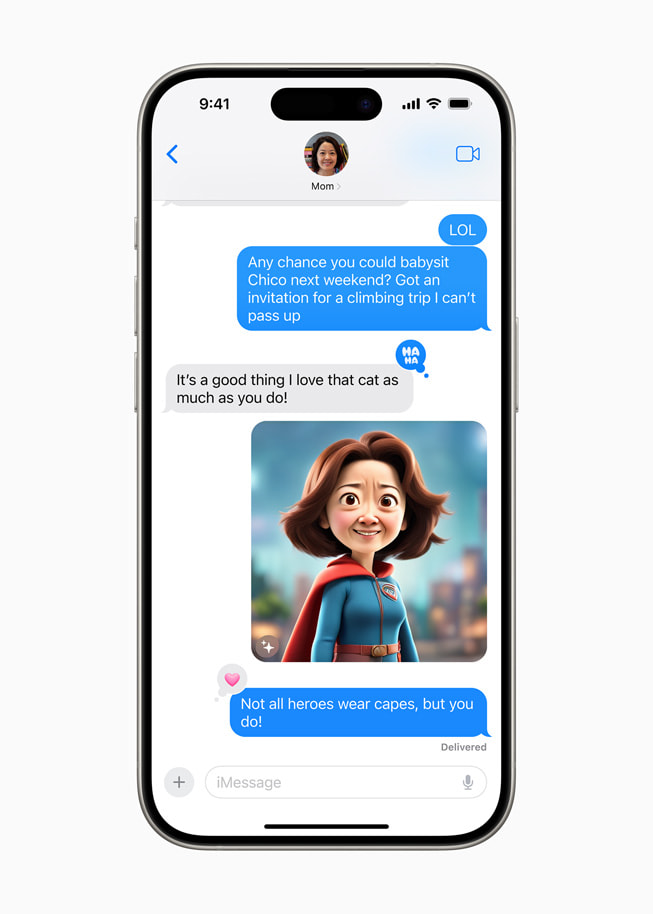 9:41
Mom
LOL
Any chance you could babysit
Chico next weekend? Got an
invitation for a climbing trip I can’t
pass up
HA
HA
It’s a good thing I love that cat as
much as you do!
Not all heroes wear capes, but you
do!
Delivered
iMessage